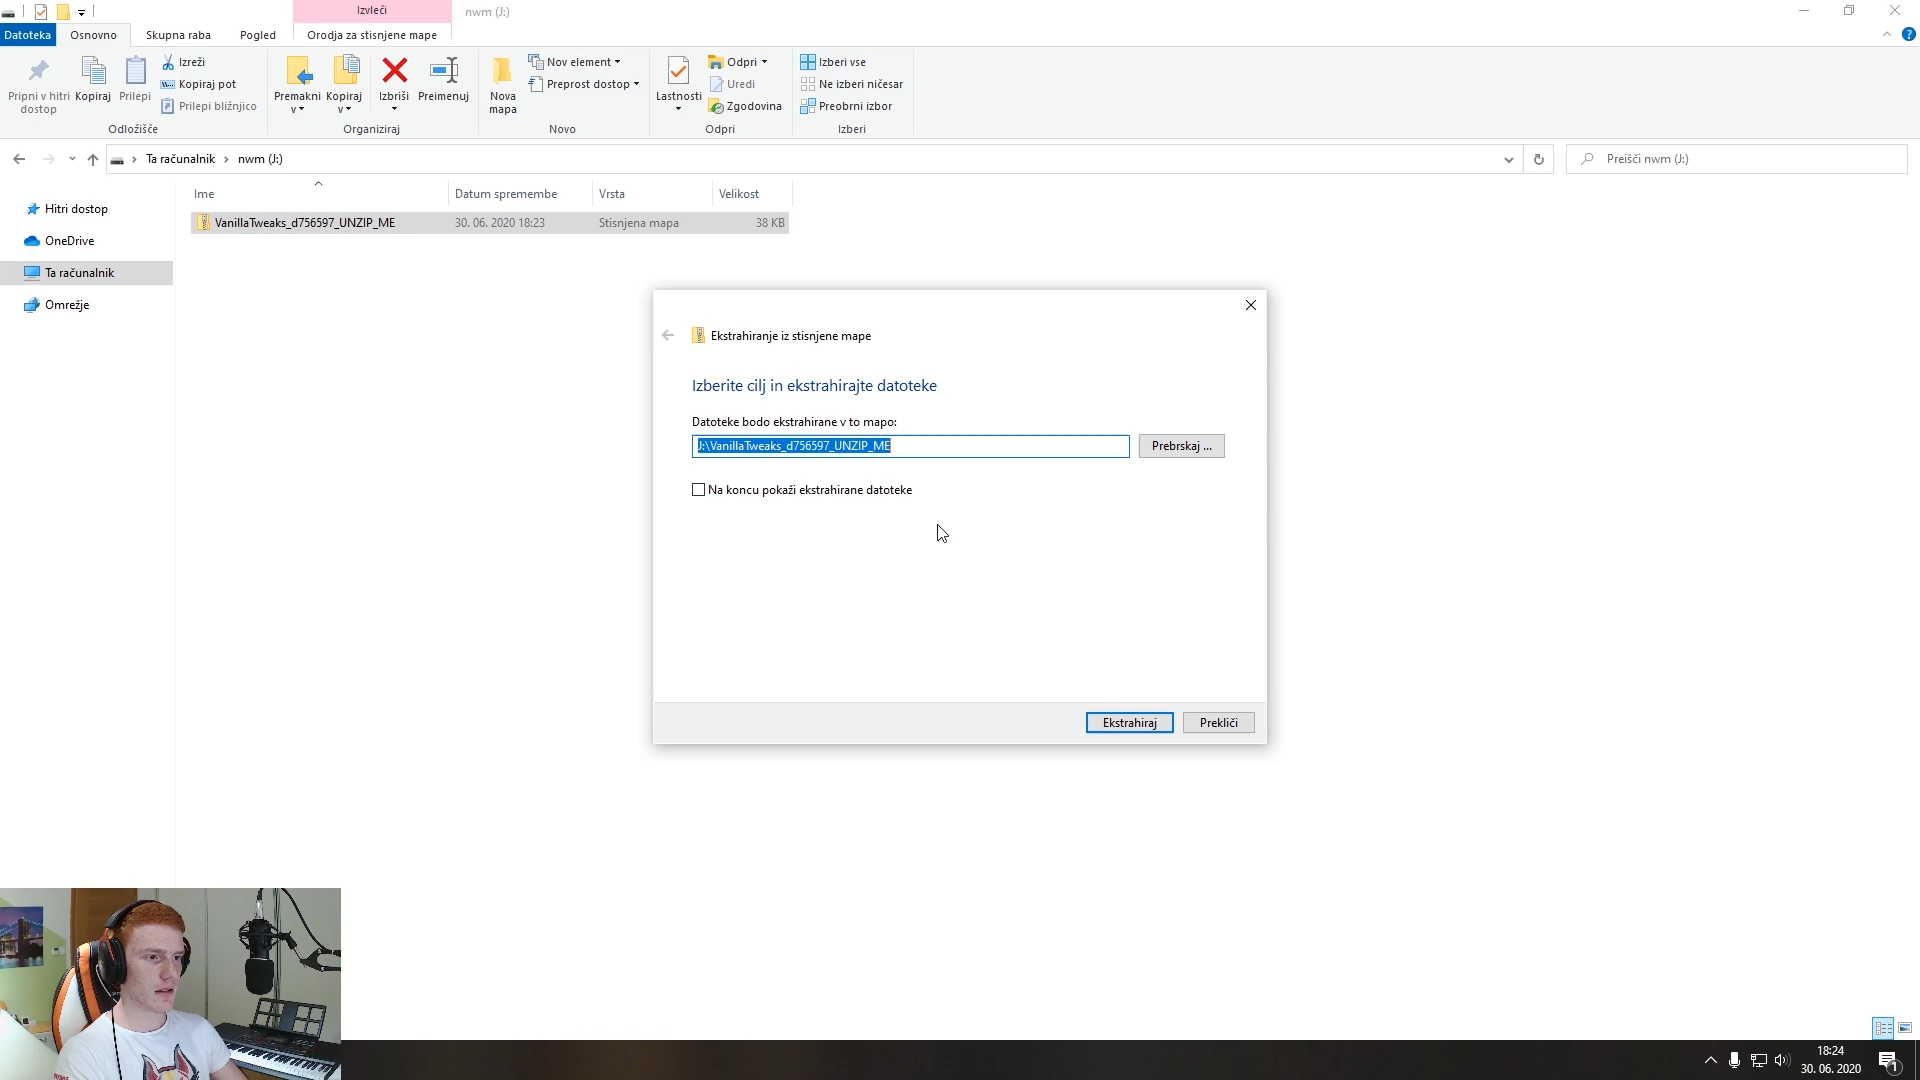 Izvleči
nwm (J:)
Datoteka
Osnovno
Skupna raba
Pogled
Orodja za stisnjene mape
Pripni v hitri
dostop
Kopiraj
Prilepi
Izreži
Kopiraj pot
Prilepi bližnjico
Odložišče
Premakni
v
Kopiraj
v
Izbriši
Preimenuj
Organiziraj
Nova
mapa
Nov element
Preprost dostop
Novo
Lastnosti
Odpri
Uredi
Zgodovina
Odpri
Izberi vse
Ne izberi ničesar
Preobrni izbor
Izberi
Ta računalnik › nwm (J:)
Preišči nwm (J:)
Hitri dostop
OneDrive
Ta računalnik
Omrežje
Ime
Datum spremembe
Vrsta
Velikost
VanillaTweaks_d756597_UNZIP_ME
30. 06. 2020 18:23
Stisnjena mapa
38 KB
Ekstrahiranje iz stisnjene mape
Izberite cilj in ekstrahirajte datoteke
Datoteke bodo ekstrahirane v to mapo:
J:\VanillaTweaks_d756597_UNZIP_ME
Prebrskaj ...
Na koncu pokaži ekstrahirane datoteke
Ekstrahiraj
Prekliči
18:24
30. 06. 2020
1